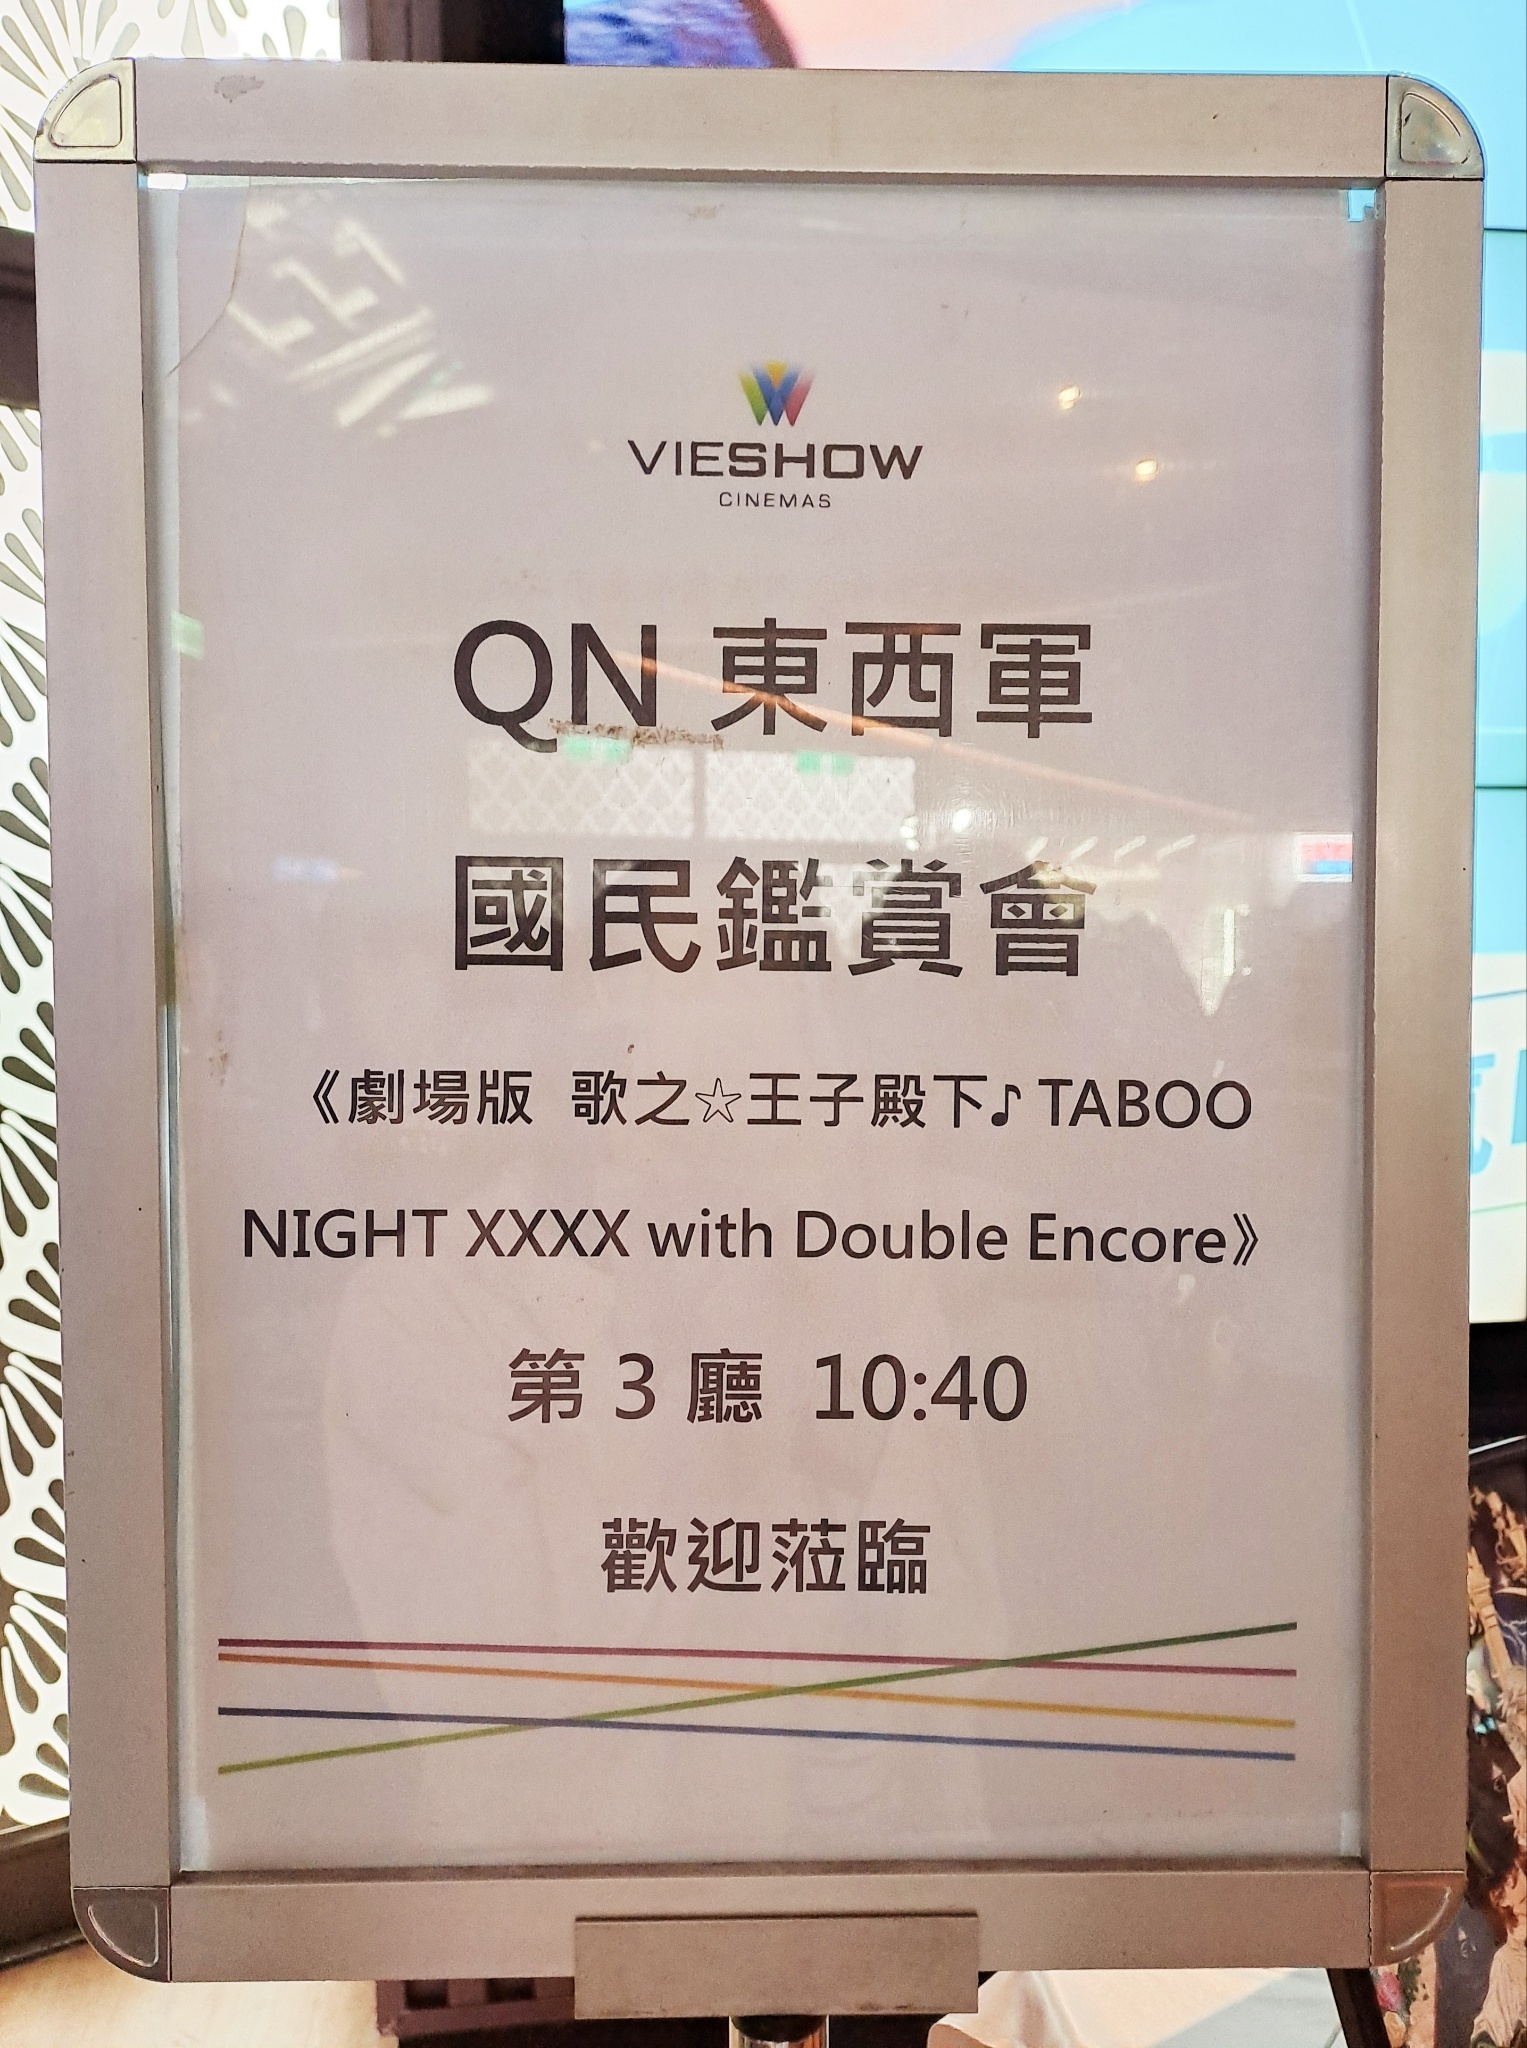 VIESHOW
CINEMAS
QN 東西軍
國民鑑賞會
《劇場版 歌之☆王子殿下♪ TABOO
NIGHT XXXX with Double Encore》
第 3 廳 10:40
歡迎蒞臨